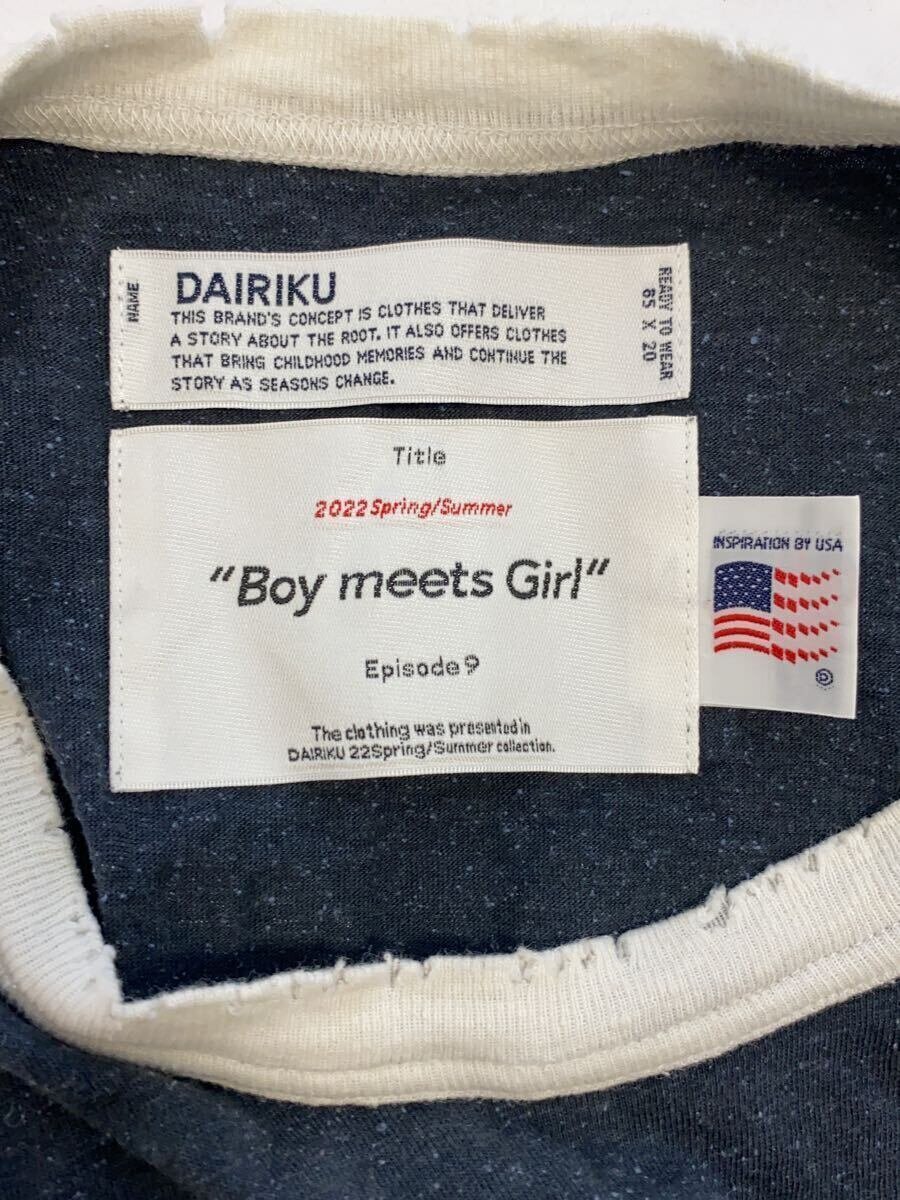 NAME
DAIRIKU
THIS BRAND'S CONCEPT IS CLOTHES THAT DELIVER
A STORY ABOUT THE ROOT. IT ALSO OFFERS CLOTHES
THAT BRING CHILDHOOD MEMORIES AND CONTINUE THE
STORY AS SEASONS CHANGE.
READY TO WEAR
85 X 20
Title
2022 Spring/Summer
"Boy meets Girl"
Episode 9
The clothing was presented in
DAIRIKU 22Spring/Summer collection.
INSPIRATION BY USA
©